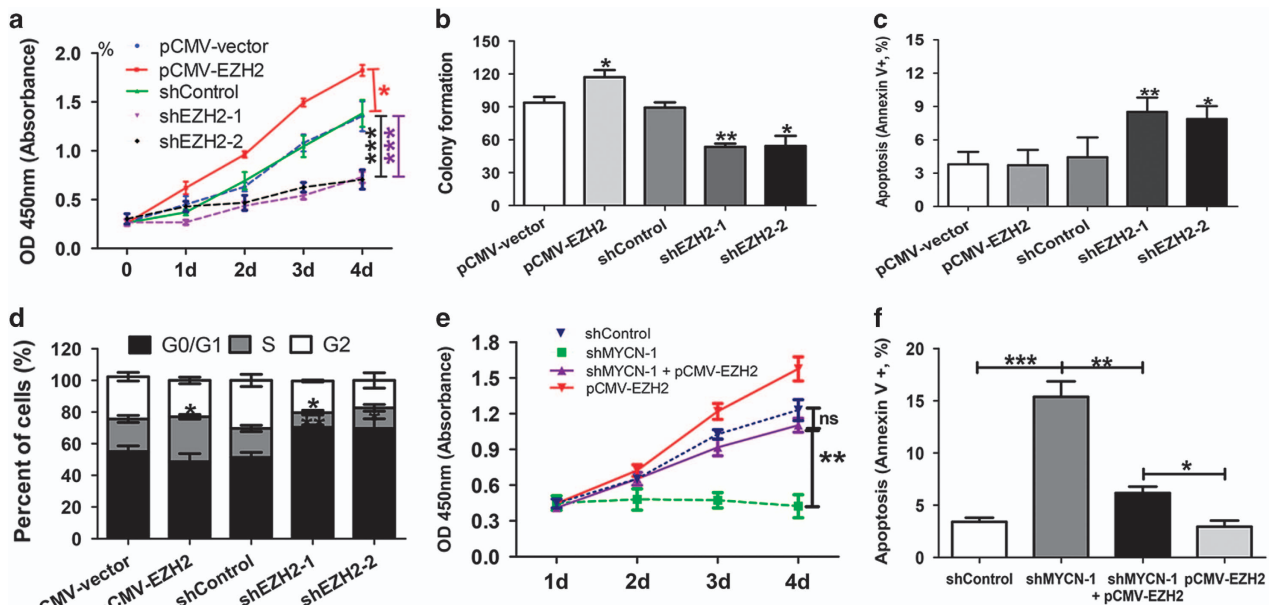 a
%
pCMV-vector
pCMV-EZH2
shControl
shEZH2-1
shEZH2-2
OD 450nm (Absorbance)
2.0
1.5
1.0
0.5
0.0
*
***
***
0 1d 2d 3d 4d
b
Colony formation
150
120
90
60
30
0
*
**
*
pCMV-vector
pCMV-EZH2
shControl
shEZH2-1
shEZH2-2
c
Apoptosis (Annexin V+, %)
15
12
9
6
3
0
**
*
pCMV-vector
pCMV-EZH2
shControl
shEZH2-1
shEZH2-2
d
G0/G1 S G2
Percent of cells (%)
120
100
80
60
40
20
0
*
*
**
CMV-vector
CMV-EZH2
shControl
shEZH2-1
shEZH2-2
e
shControl
shMYCN-1
shMYCN-1 + pCMV-EZH2
pCMV-EZH2
OD 450nm (Absorbance)
1.8
1.5
1.2
0.9
0.6
0.3
0.0
ns
**
1d 2d 3d 4d
f
Apoptosis (Annexin V +, %)
20
15
10
5
0
*** **
*
shControl shMYCN-1 shMYCN-1 pCMV-EZH2
+ pCMV-EZH2